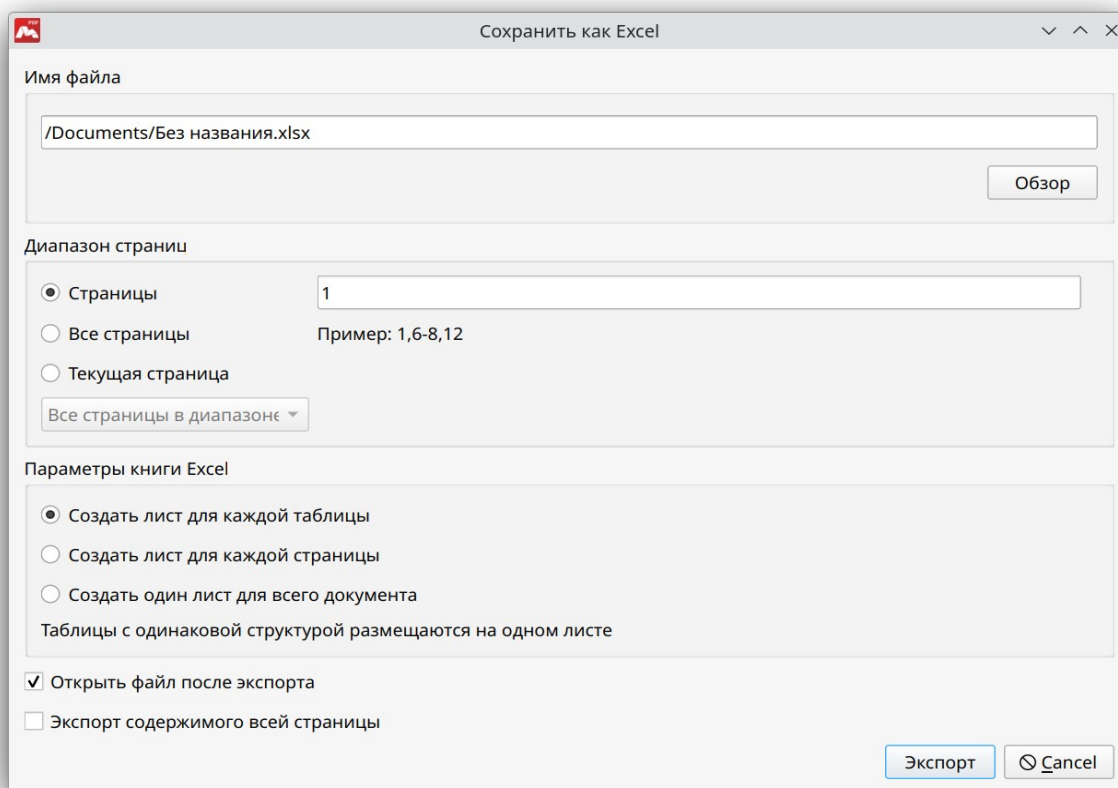 PDF
Сохранить как Excel
Имя файла
/Documents/Без названия.xlsx
Обзор
Диапазон страниц
Страницы 1
Все страницы Пример: 1,6-8,12
Текущая страница
Все страницы в диапазоне
Параметры книги Excel
Создать лист для каждой таблицы
Создать лист для каждой страницы
Создать один лист для всего документа
Таблицы с одинаковой структурой размещаются на одном листе
Открыть файл после экспорта
Экспорт содержимого всей страницы
Экспорт Cancel